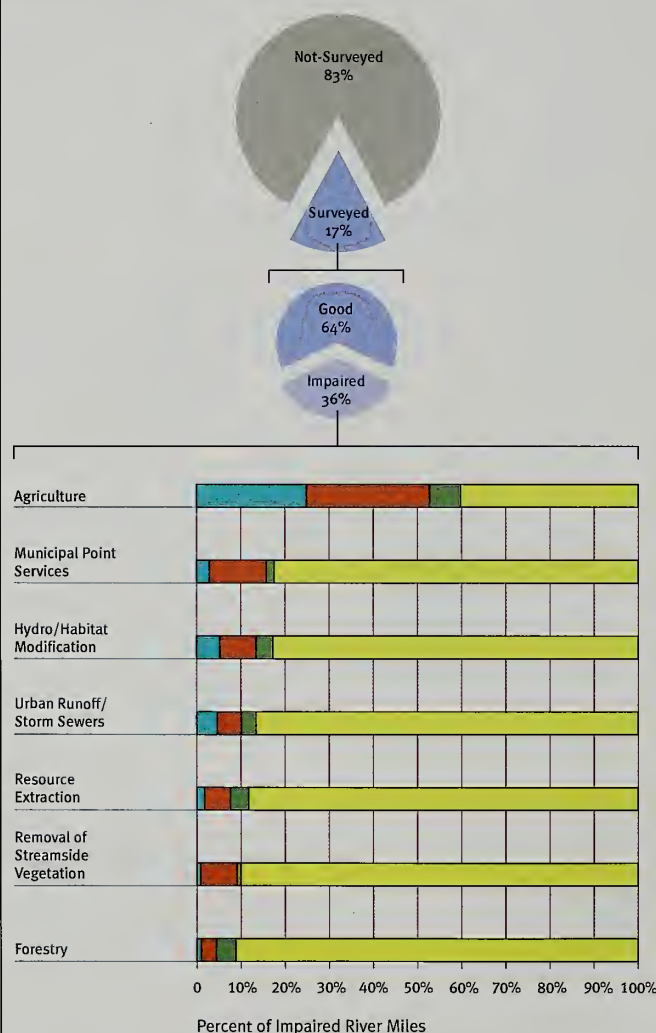 Not-Surveyed
83%
Surveyed
17%
Good
64%
Impaired
36%
Agriculture
Municipal Point
Services
Hydro/Habitat
Modification
Urban Runoff/
Storm Sewers
Resource
Extraction
Removal of
Streamside
Vegetation
Forestry
0 10% 20% 30% 40% 50% 60% 70% 80% 90% 100%
Percent of Impaired River Miles